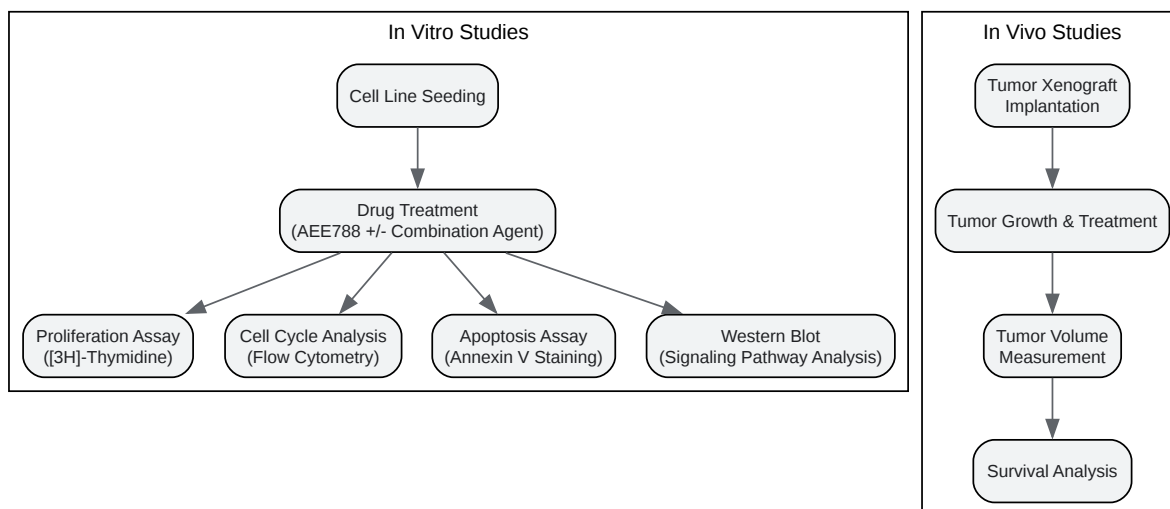 In Vitro Studies
Cell Line Seeding
Drug Treatment
(AEE788 +/- Combination Agent)
Proliferation Assay
([3H]-Thymidine)
Cell Cycle Analysis
(Flow Cytometry)
Apoptosis Assay
(Annexin V Staining)
Western Blot
(Signaling Pathway Analysis)
In Vivo Studies
Tumor Xenograft
Implantation
Tumor Growth & Treatment
Tumor Volume
Measurement
Survival Analysis